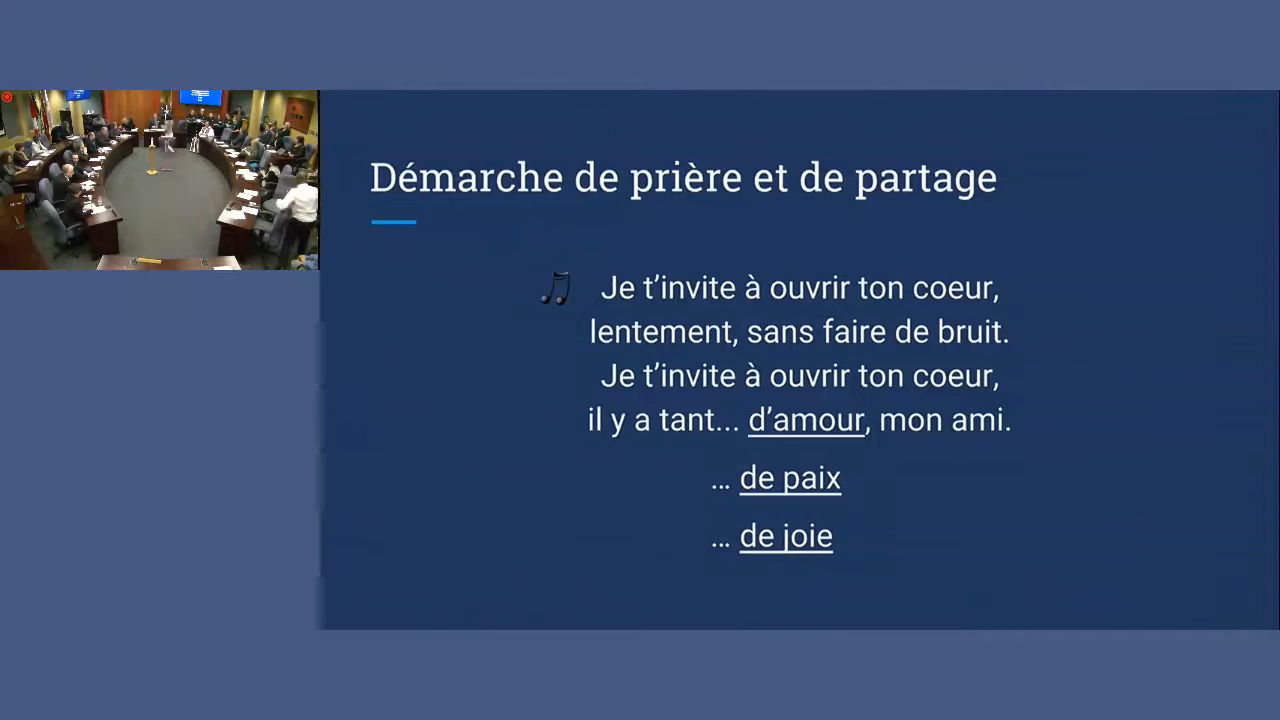 Démarche de prière et de partage
Je t’invite à ouvrir ton coeur,
lentement, sans faire de bruit.
Je t’invite à ouvrir ton coeur,
il y a tant... d’amour, mon ami.
... de paix
... de joie